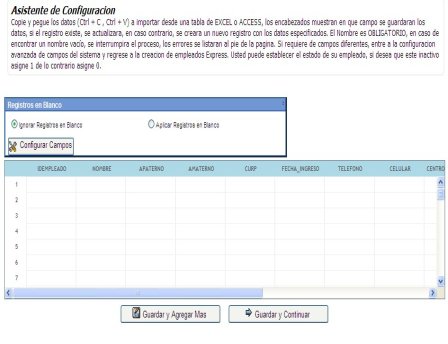 Asistente de Configuracion
Copie y pegue los datos (Ctrl + C , Ctrl + V) a importar desde una tabla de EXCEL o ACCESS, los encabezados muestran en que campo se guardaran los
datos, si el registro existe, se actualizara, en caso contrario, se creara un nuevo registro con los datos especificados. El Nombre es OBLIGATORIO, en caso de
encontrar un nombre vacio, se interrumpira el proceso, los errores se listaran al pie de la pagina. Si requiere de campos diferentes, entre a la configuracion
avanzada de campos del sistema y regrese a la creacion de empleados Express. Usted puede establecer el estado de su empleado, si desea que este inactivo
asigne 1 de lo contrario asigne 0.
Registros en Blanco
Ignorar Registros en Blanco Aplicar Registros en Blanco
Configurar Campos
IDEMPLEADO NOMBRE APATERNO AMATERNO CURP FECHA_INGRESO TELEFONO CELULAR CENTRO
1
2
3
4
5
6
7
Guardar y Agregar Mas Guardar y Continuar